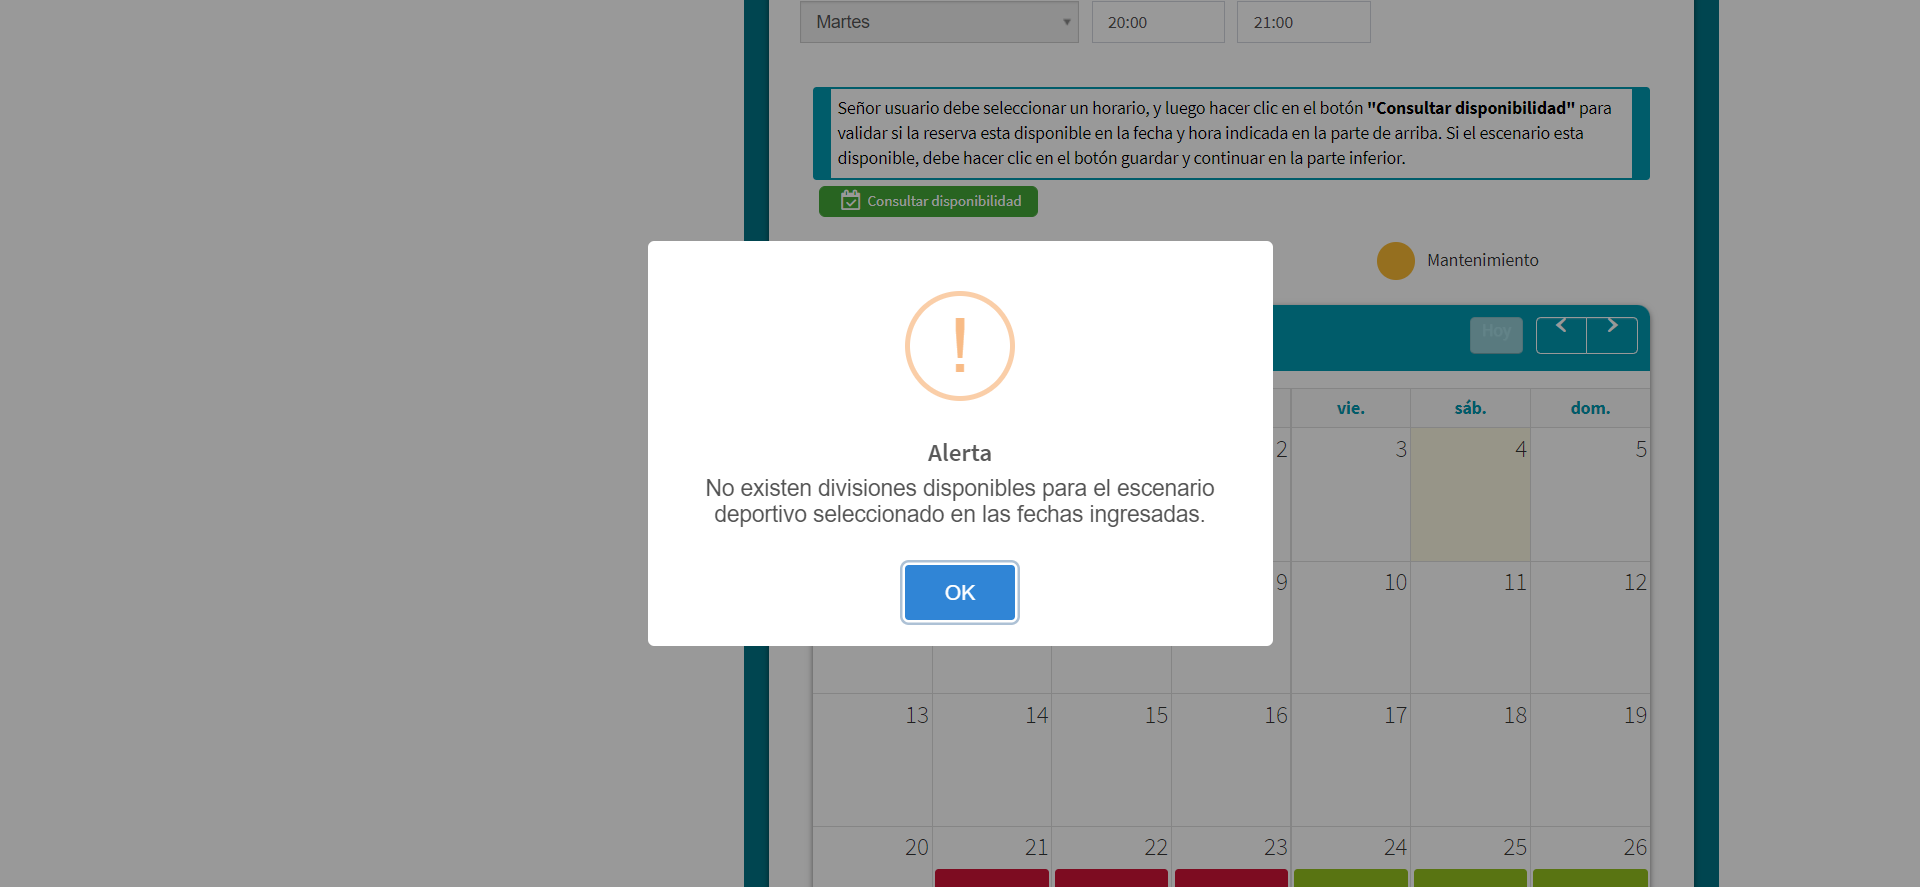 Martes 20:00 21:00
Señor usuario debe seleccionar un horario, y luego hacer clic en el botón "Consultar disponibilidad" para
validar si la reserva esta disponible en la fecha y hora indicada en la parte de arriba. Si el escenario esta
disponible, debe hacer clic en el botón guardar y continuar en la parte inferior.
Consultar disponibilidad
Mantenimiento
Hoy
Alerta
No existen divisiones disponibles para el escenario
deportivo seleccionado en las fechas ingresadas.
OK
vie. sáb. dom.
2 3 4 5
9 10 11 12
13 14 15 16 17 18 19
20 21 22 23 24 25 26